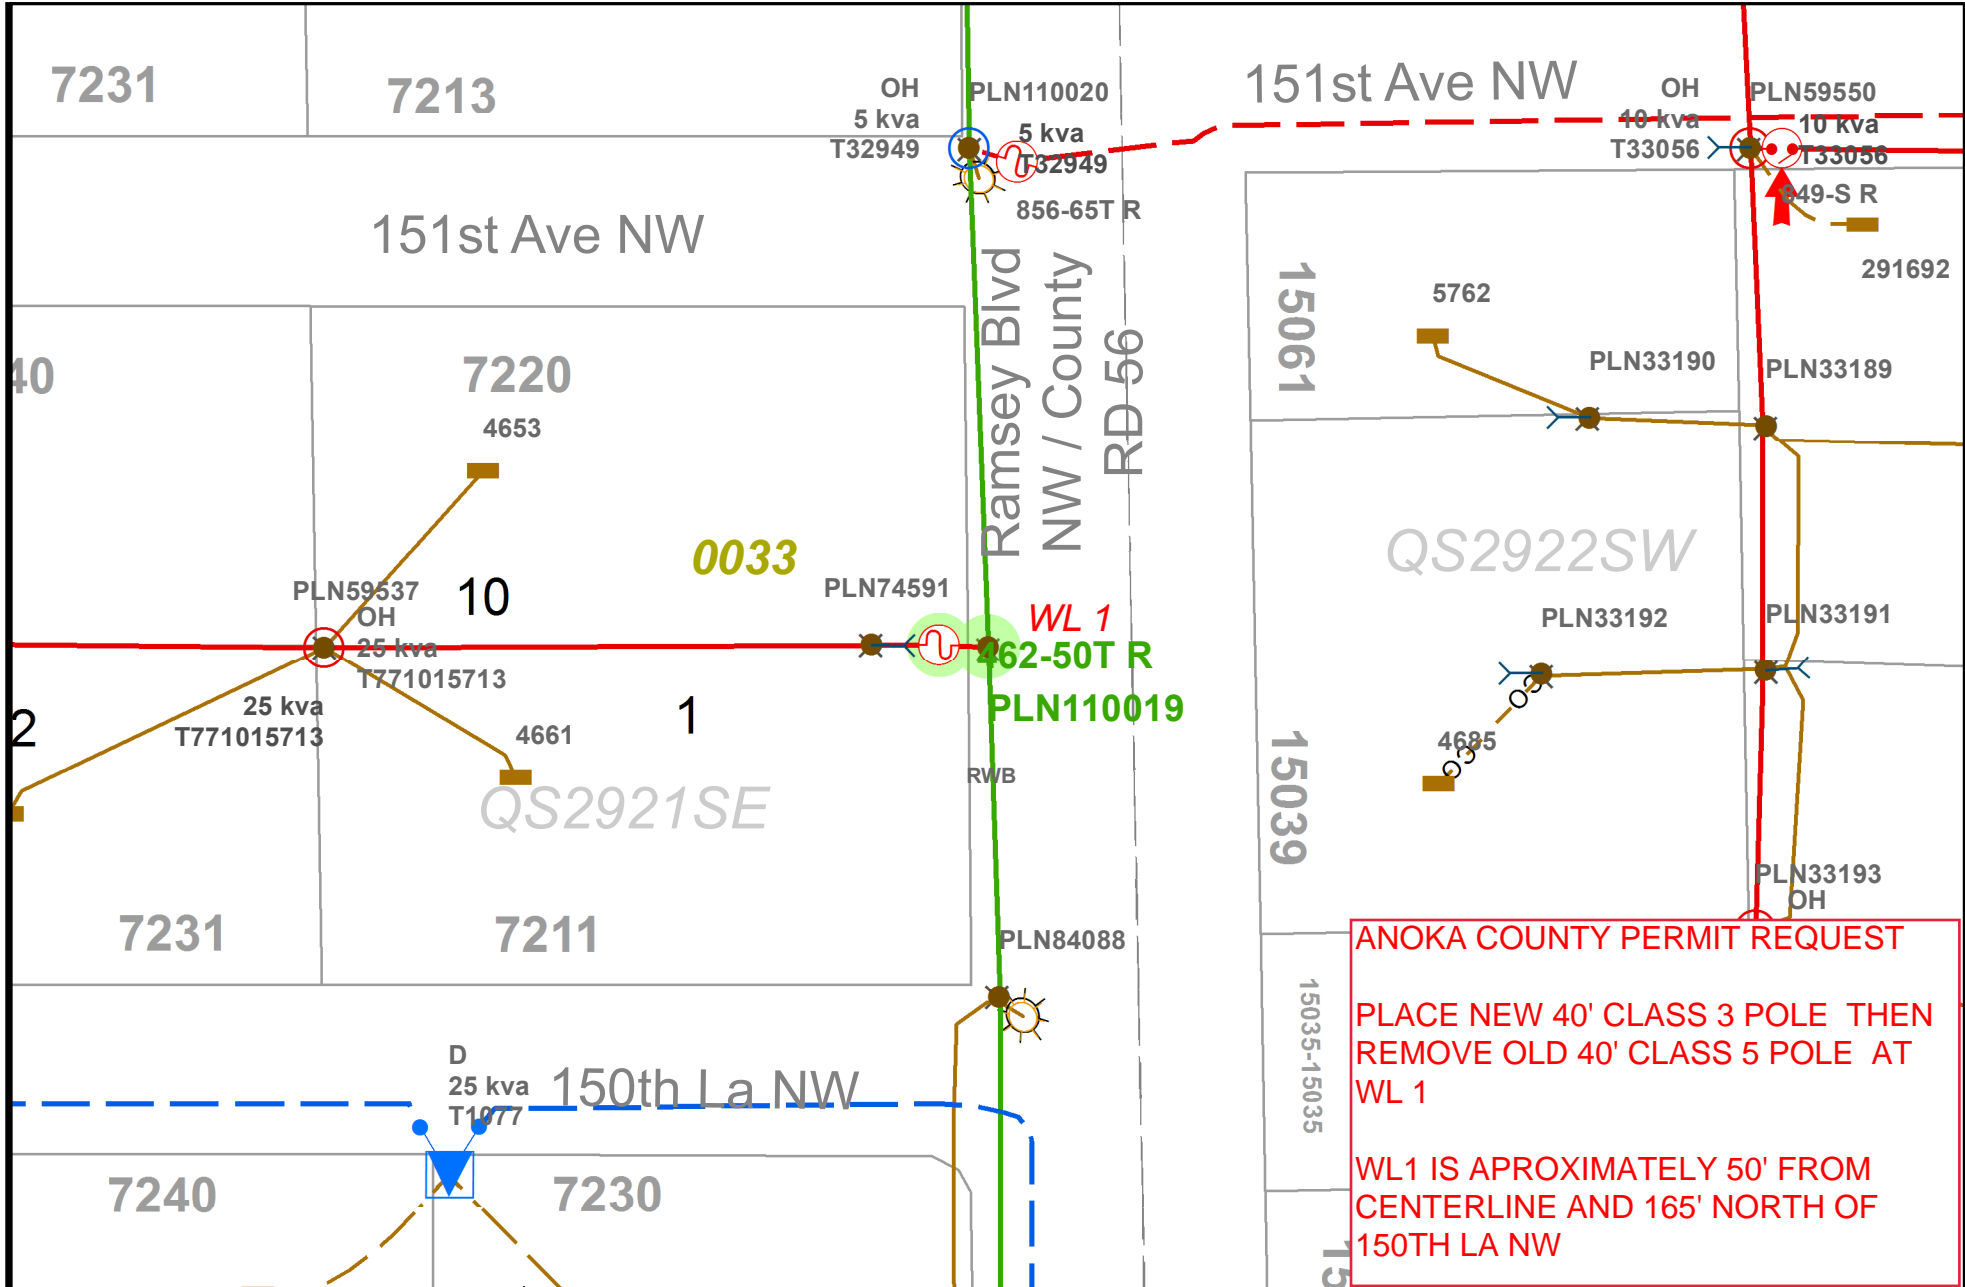 7231
7213
OH
5 kva
T32949
PLN110020
5 kva
T32949
856-65T R
151st Ave NW
OH
10 kva
T33056
PLN59550
10 kva
T33056
849-S R
291692
151st Ave NW
Ramsey Blvd
NW / County
RD 56
15061
5762
PLN33190
PLN33189
40
7220
4653
0033
QS2922SW
PLN59537
OH
25 kva
T771015713
10
PLN74591
WL 1
462-50T R
PLN110019
PLN33192
PLN33191
25 kva
T771015713
2
1
4661
4685
RWB
15039
QS2921SE
7231
7211
PLN84088
PLN33193
OH
ANOKA COUNTY PERMIT REQUEST
PLACE NEW 40' CLASS 3 POLE THEN
REMOVE OLD 40' CLASS 5 POLE AT
WL 1
WL1 IS APROXIMATELY 50' FROM
CENTERLINE AND 165' NORTH OF
150TH LA NW
15035-15035
D
25 kva
T1077
150th La NW
7240
7230